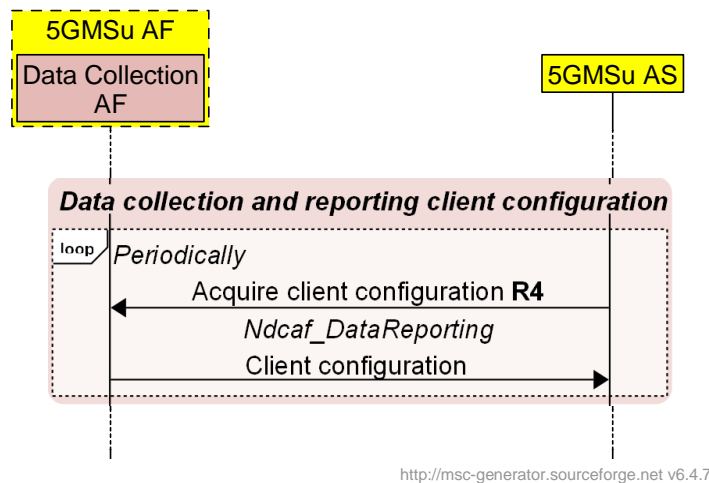 5GMSu AF
Data Collection
AF
5GMSu AS
Data collection and reporting client configuration
loop
Periodically
Acquire client configuration R4
Ndcaf_DataReporting
Client configuration
http://msc-generator.sourceforge.net v6.4.7